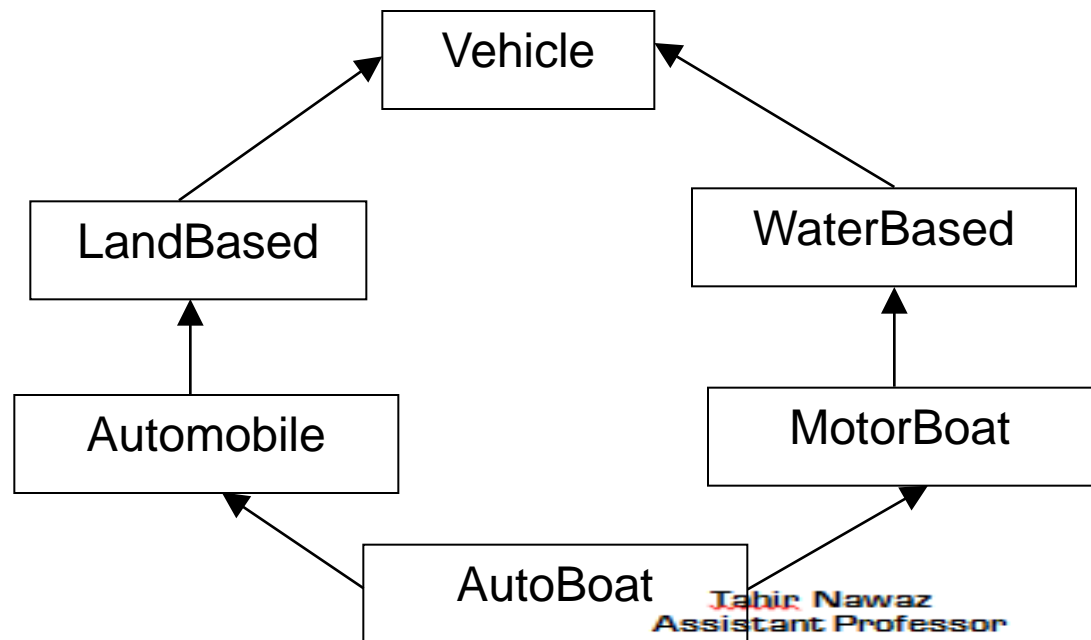 Vehicle
LandBased
WaterBased
Automobile
MotorBoat
AutoBoat
Tahir Nawaz
Assistant Professor